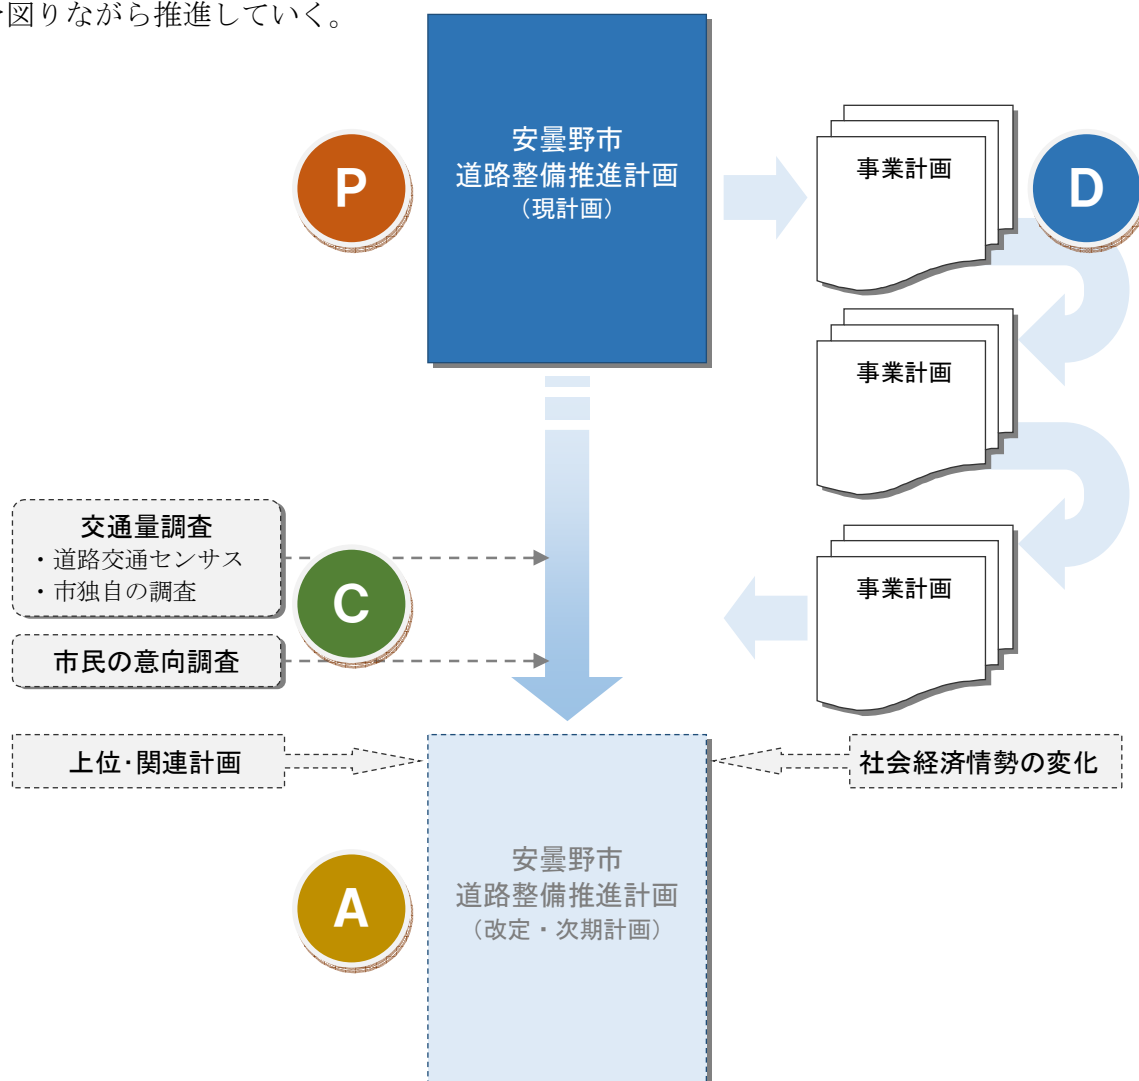 図りながら推進していく。
安曇野市
道路整備推進計画
（現計画）
P
事業計画
D
事業計画
交通量調査
・道路交通センサス
・市独自の調査
C
事業計画
市民の意向調査
上位･関連計画
社会経済情勢の変化
安曇野市
道路整備推進計画
（改定・次期計画）
A